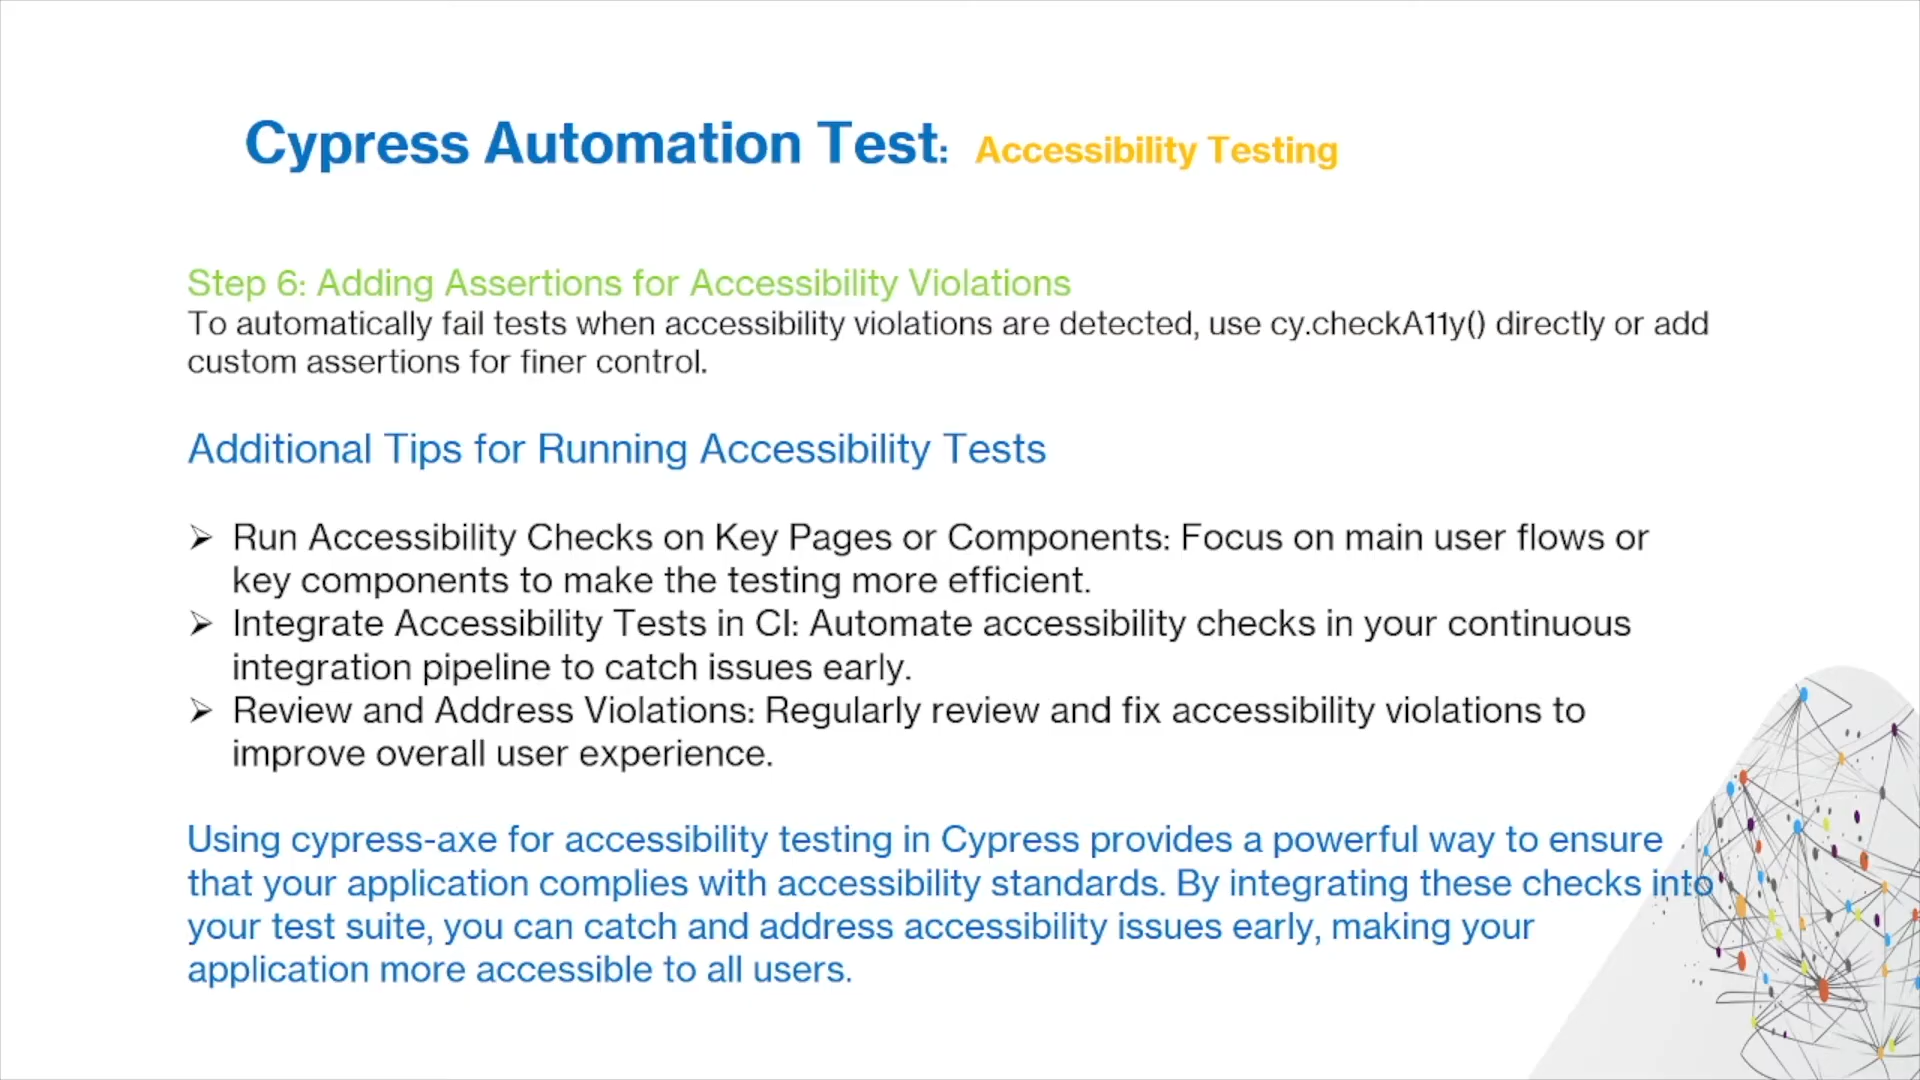 Cypress Automation Test: Accessibility Testing
Step 6: Adding Assertions for Accessibility Violations
To automatically fail tests when accessibility violations are detected, use cy.checkA11y() directly or add
custom assertions for finer control.
Additional Tips for Running Accessibility Tests
➢ Run Accessibility Checks on Key Pages or Components: Focus on main user flows or
key components to make the testing more efficient.
➢ Integrate Accessibility Tests in CI: Automate accessibility checks in your continuous
integration pipeline to catch issues early.
➢ Review and Address Violations: Regularly review and fix accessibility violations to
improve overall user experience.
Using cypress-axe for accessibility testing in Cypress provides a powerful way to ensure
that your application complies with accessibility standards. By integrating these checks into
your test suite, you can catch and address accessibility issues early, making your
application more accessible to all users.